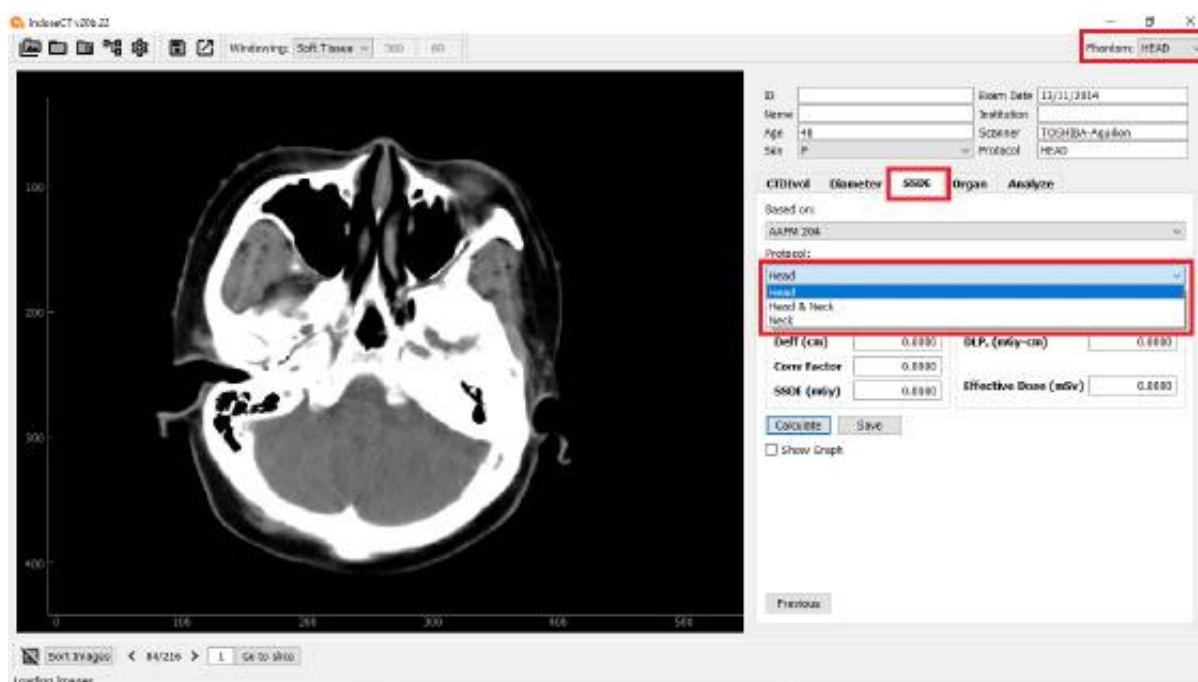 IndoseCT v20b.22
Windowing: Soft Tissue
Phantom: HEAD
ID
Exam Date 13/11/2014
Name
Institution
Age 48
Scanner TOSHIBA-Aquilion
Sex
Protocol HEAD
CTDIvol Diameter SSDE Organ Analyze
Based on:
AAPM 204
Protocol:
Head
Head
Head & Neck
Neck
Deff (cm) 0.0000
DLPc (mGy-cm) 0.0000
Conv Factor 0.0000
SSDE (mGy) 0.0000
Effective Dose (mSv) 0.0000
Calculate Save
Show Graph
Previous
100
200
300
400
0 100 200 300 400 500
Sort Images < 84/216 > 1 Go to slice
Loading Images